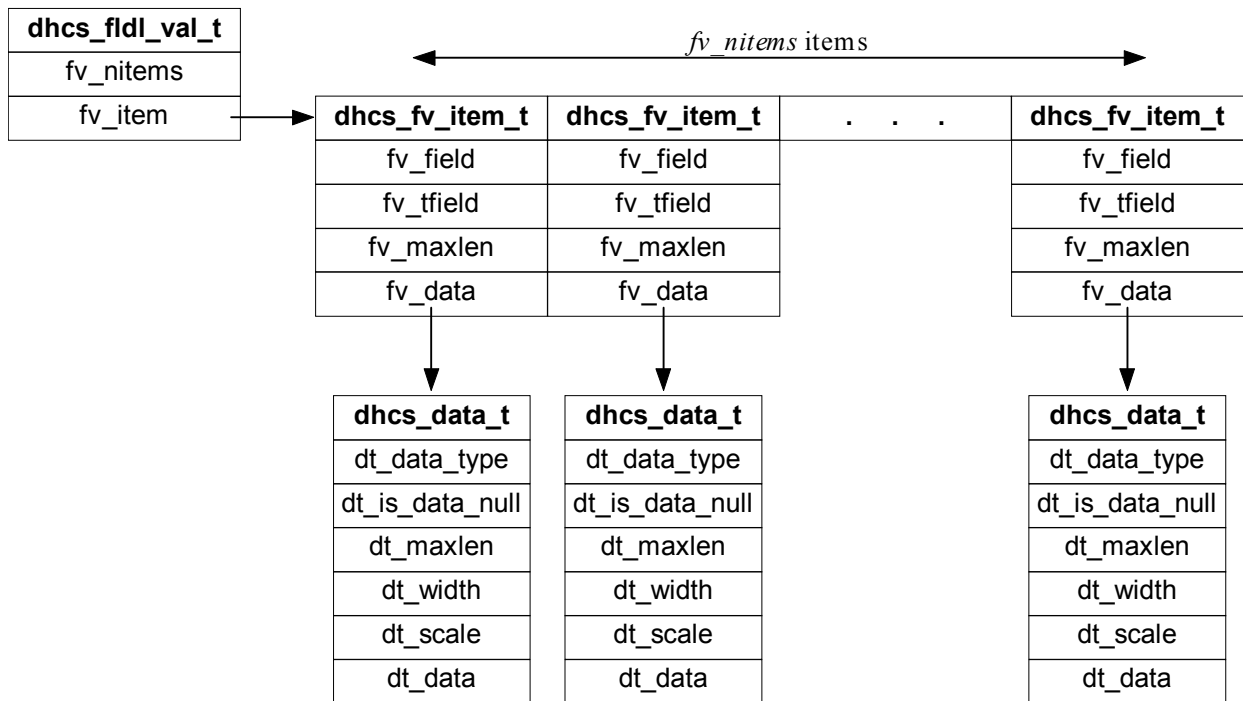 dhcs_fldl_val_t
fv_nitems
fv_item
fv_nitems items
dhcs_fv_item_t dhcs_fv_item_t . . . dhcs_fv_item_t
fv_field fv_field fv_field
fv_tfield fv_tfield fv_tfield
fv_maxlen fv_maxlen fv_maxlen
fv_data fv_data fv_data
dhcs_data_t dhcs_data_t dhcs_data_t
dt_data_type dt_data_type dt_data_type
dt_is_data_null dt_is_data_null dt_is_data_null
dt_maxlen dt_maxlen dt_maxlen
dt_width dt_width dt_width
dt_scale dt_scale dt_scale
dt_data dt_data dt_data